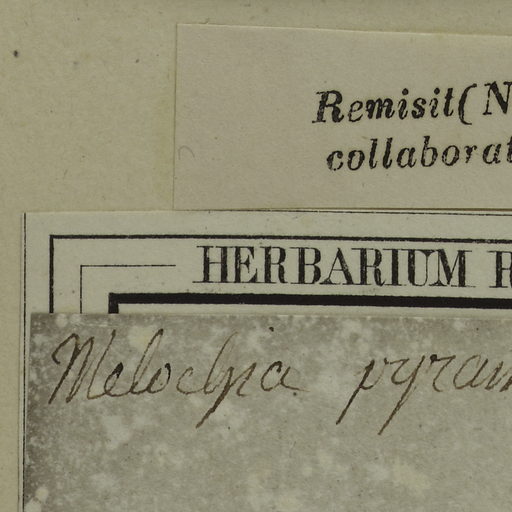 Remisit (N
collaborat
HERBARIUM R
Melochia pyram